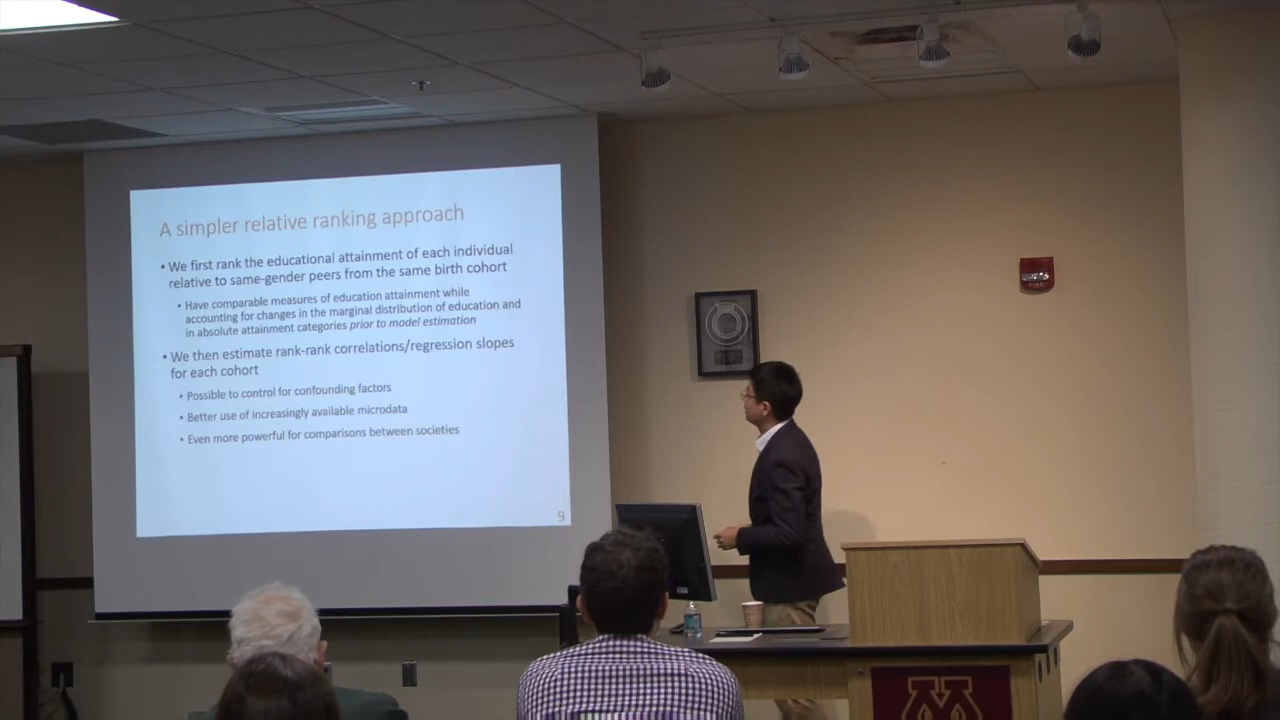 A simpler relative ranking approach
• We first rank the educational attainment of each individual
relative to same-gender peers from the same birth cohort
• Have comparable measures of education attainment while
accounting for changes in the marginal distribution of education and
in absolute attainment categories prior to model estimation
• We then estimate rank-rank correlations/regression slopes
for each cohort
• Possible to control for confounding factors
• Better use of increasingly available microdata
• Even more powerful for comparisons between societies
9
FIRE
M